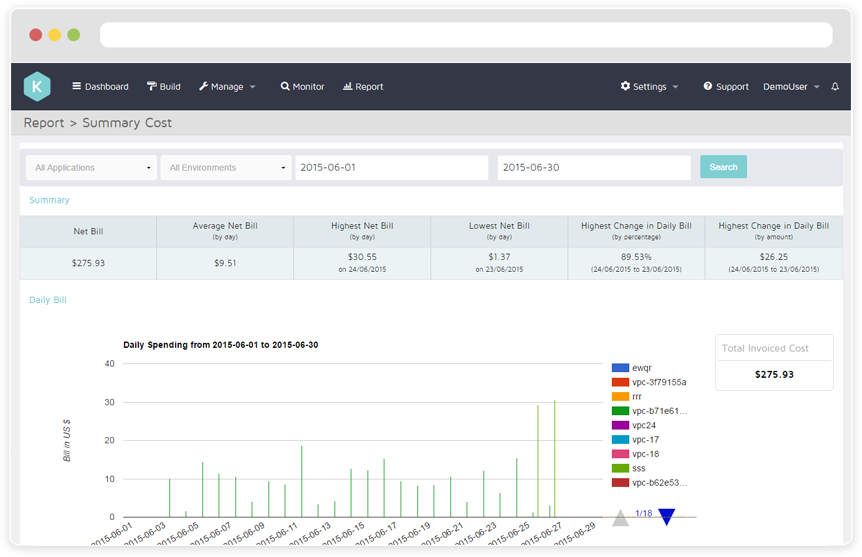 K
Dashboard Build Manage Monitor Report Settings Support DemoUser
Report > Summary Cost
All Applications All Environments 2015-06-01 2015-06-30 Search
Summary
Net Bill
$275.93
Average Net Bill
(by day)
$9.51
Highest Net Bill
(by day)
$30.55
on 24/06/2015
Lowest Net Bill
(by day)
$1.37
on 23/06/2015
Highest Change in Daily Bill
(by percentage)
89.53%
(24/06/2015 to 23/06/2015)
Highest Change in Daily Bill
(by amount)
$26.25
(24/06/2015 to 23/06/2015)
Daily Bill
Daily Spending from 2015-06-01 to 2015-06-30
Bill in US $
40
30
20
10
0
2015-06-03
2015-06-05
2015-06-07
2015-06-09
2015-06-11
2015-06-13
2015-06-15
2015-06-17
2015-06-19
2015-06-21
2015-06-23
2015-06-25
2015-06-27
2015-06-29
ewqr
vpc-3f79155a
rrr
vpc-b71e61...
vpc24
vpc-17
vpc-18
sss
vpc-b62e53...
1/18
Total Invoiced Cost
$275.93